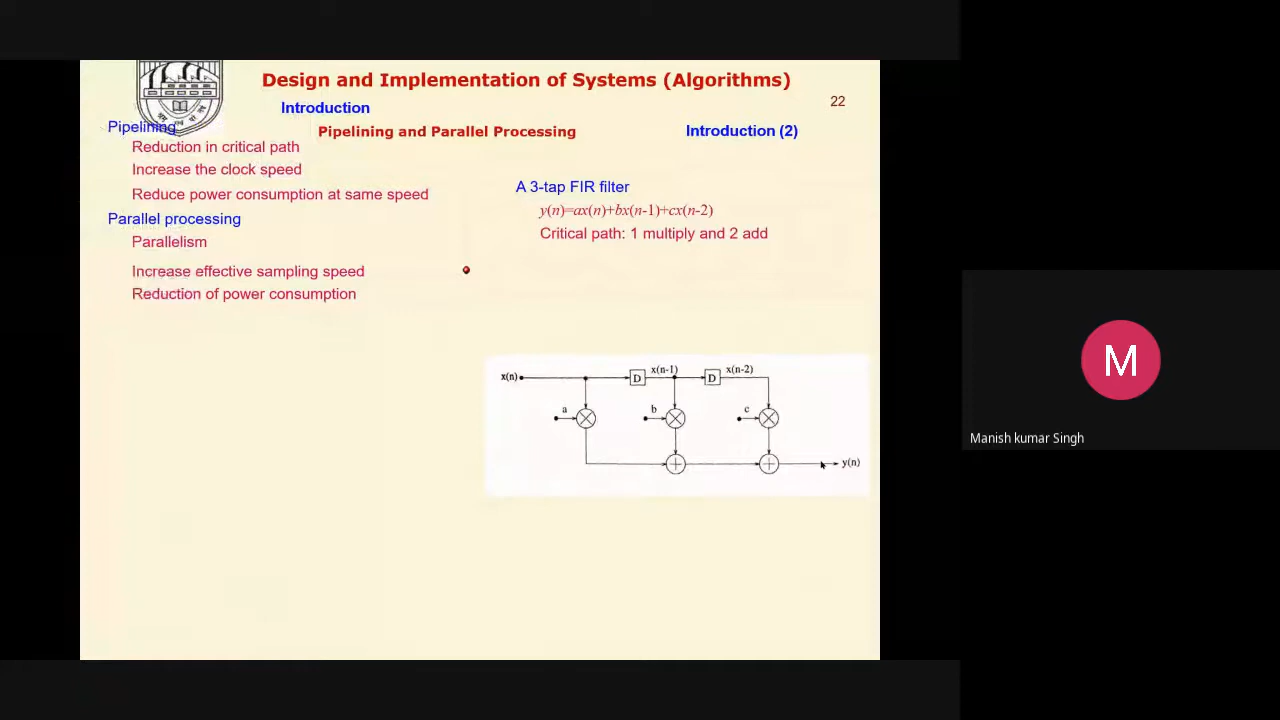 Design and Implementation of Systems (Algorithms)
22
Introduction
Pipelining and Parallel Processing
Introduction (2)
Pipelining
Reduction in critical path
Increase the clock speed
Reduce power consumption at same speed
Parallel processing
Parallelism
Increase effective sampling speed
Reduction of power consumption
A 3-tap FIR filter
y(n)=ax(n)+bx(n-1)+cx(n-2)
Critical path: 1 multiply and 2 add
x(n)
D
x(n-1)
D
x(n-2)
a
b
c
y(n)
M
Manish kumar Singh